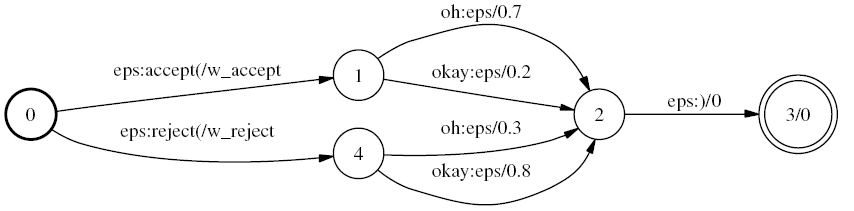 oh:eps/0.7
eps:accept(/w_accept
1
okay:eps/0.2
0
2
eps:)/0
3/0
eps:reject(/w_reject
oh:eps/0.3
4
okay:eps/0.8